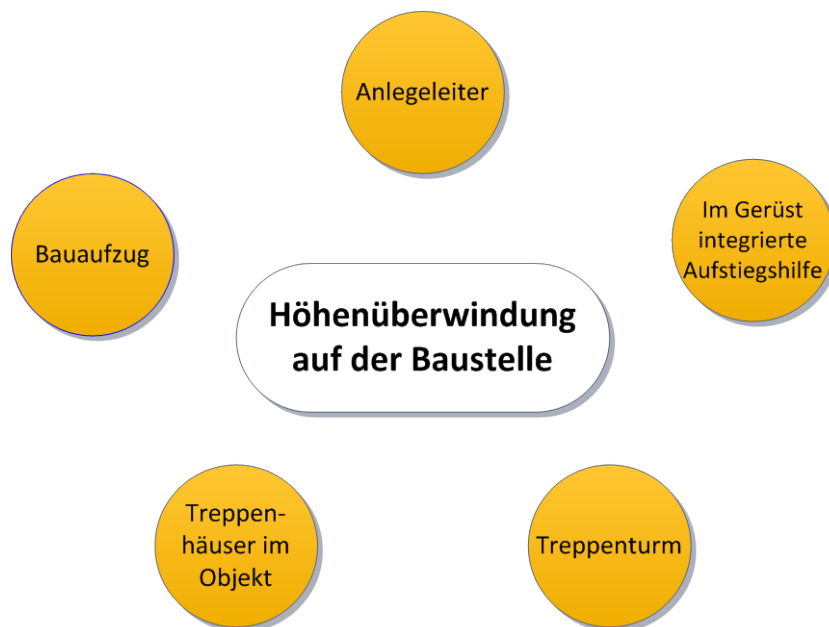 Anlegeleiter
Bauaufzug
Im Gerüst
integrierte
Aufstiegshilfe
Höhenüberwindung
auf der Baustelle
Treppen-
häuser im
Objekt
Treppenturm